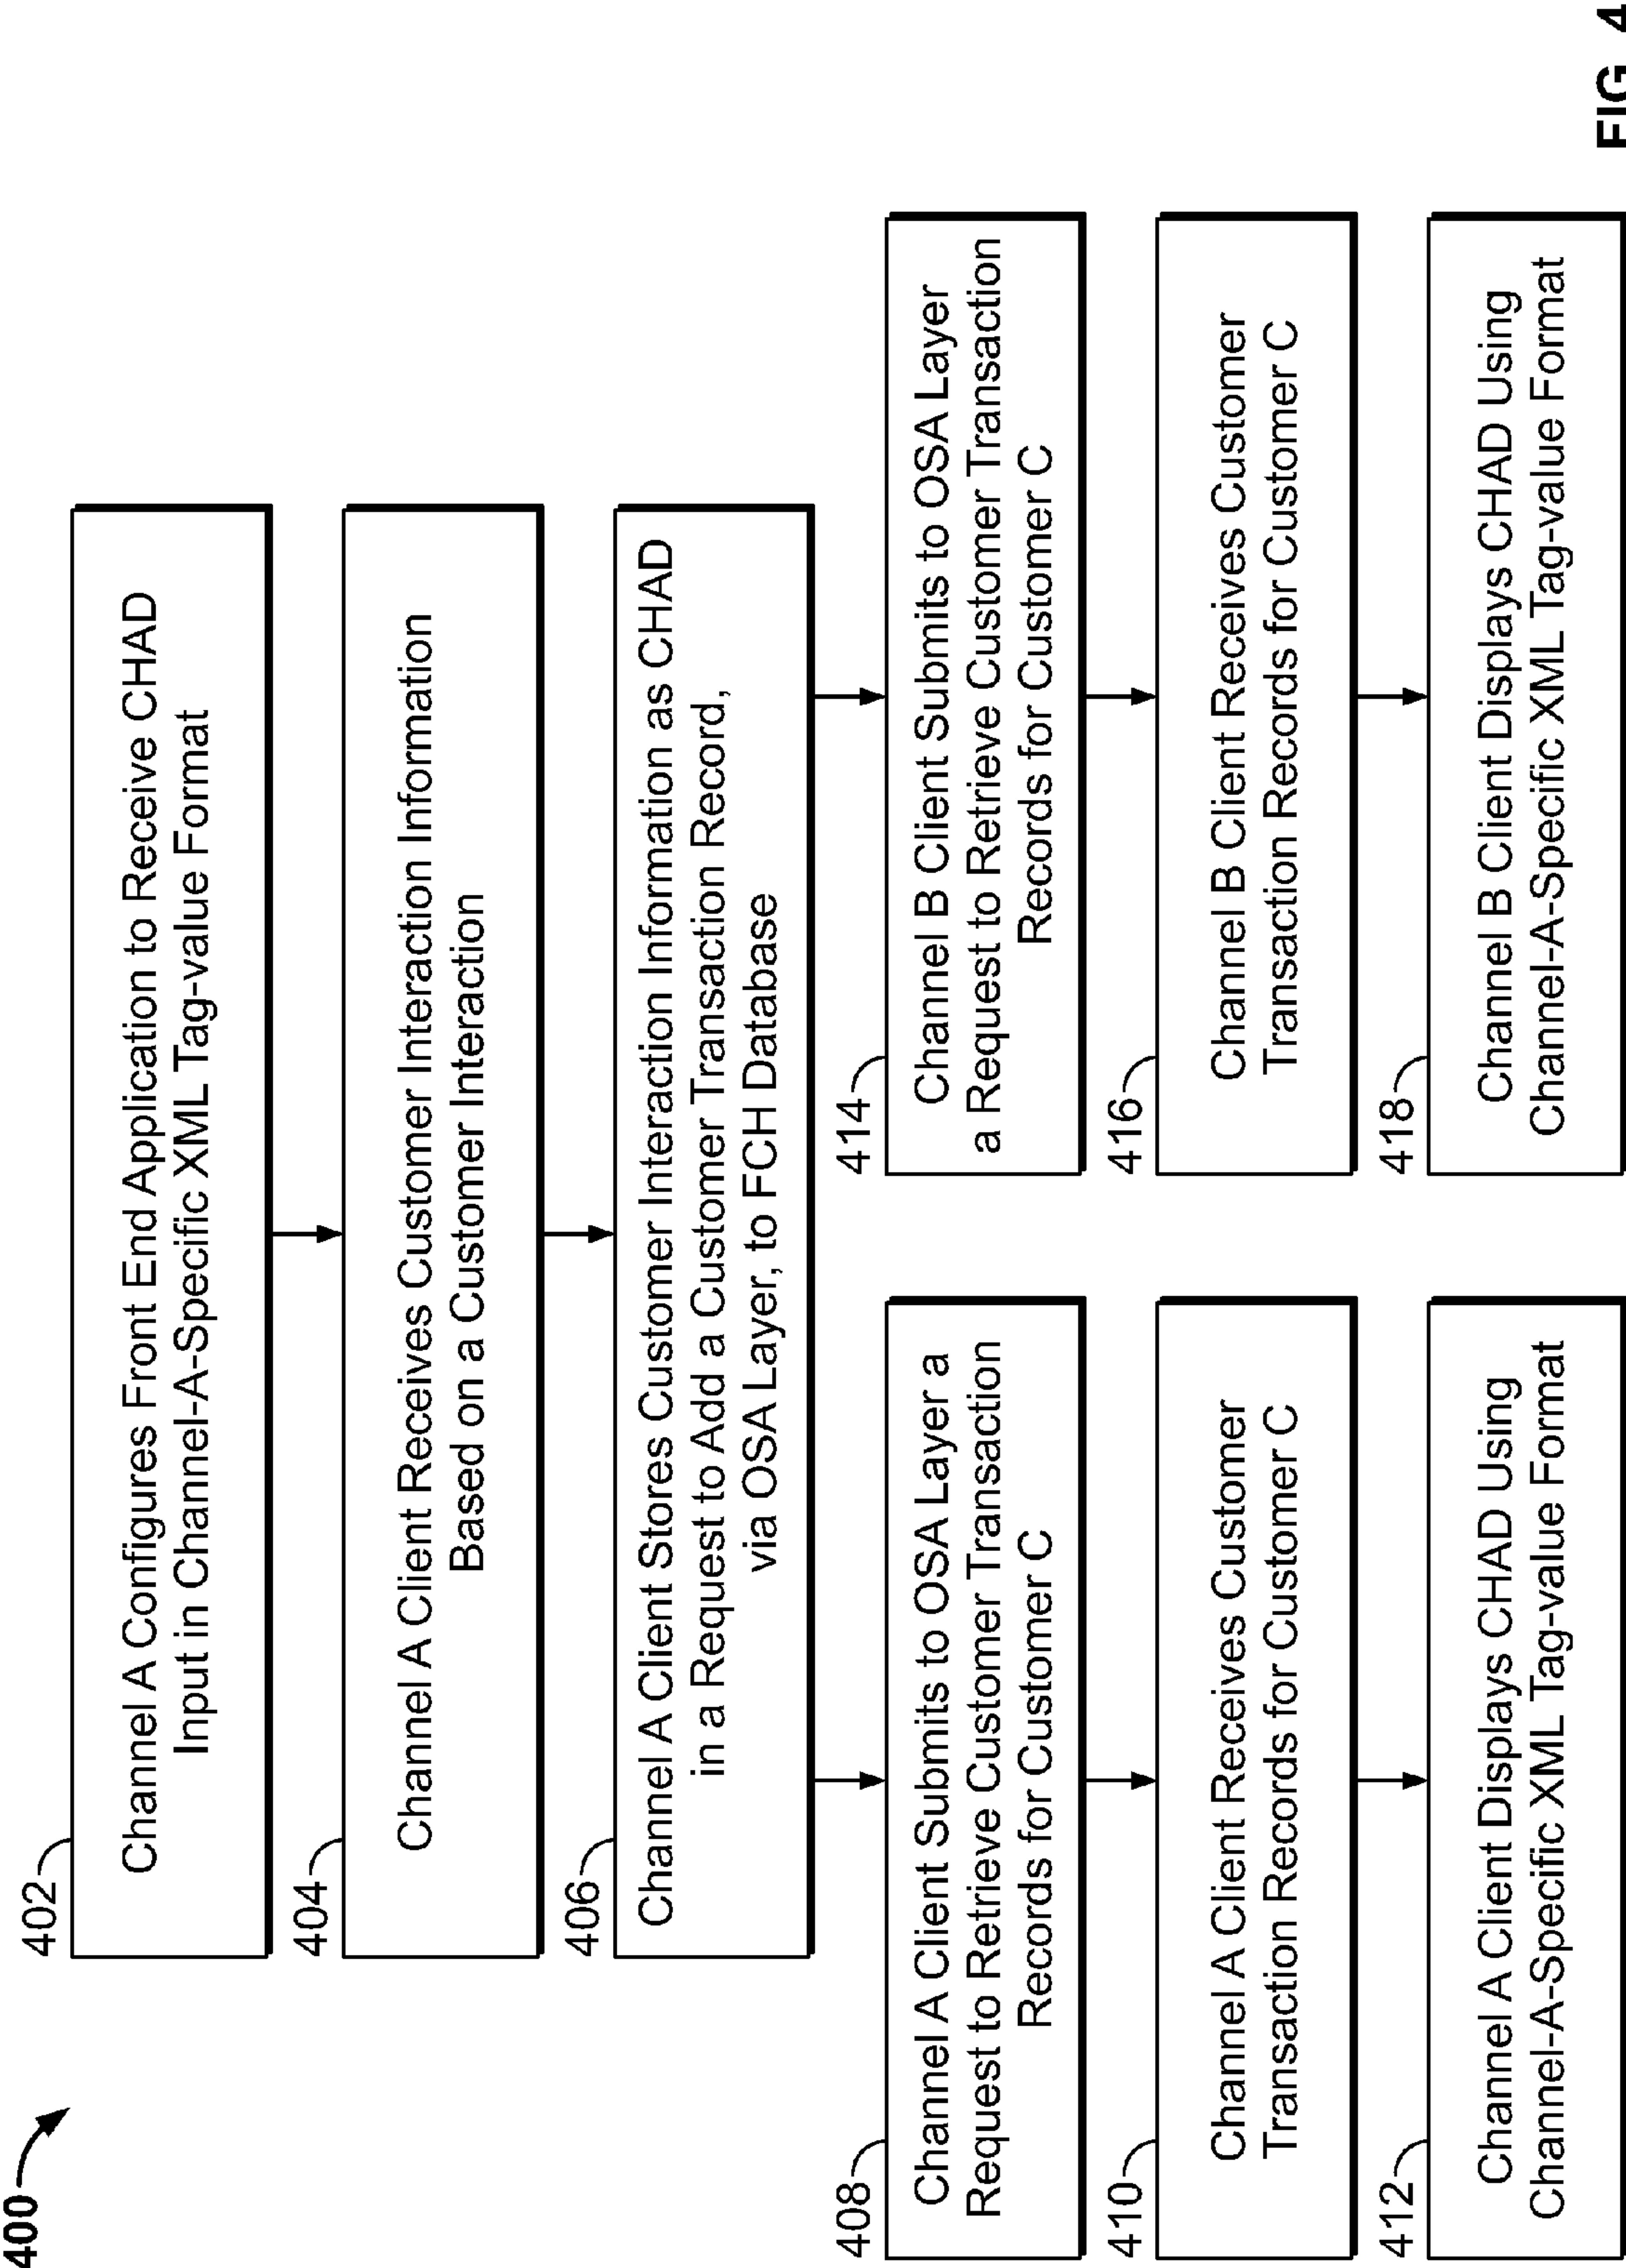 400
402
Channel A Configures Front End Application to Receive CHAD
Input in Channel-A-Specific XML Tag-value Format
404
Channel A Client Receives Customer Interaction Information
Based on a Customer Interaction
406
Channel A Client Stores Customer Interaction Information as CHAD
in a Request to Add a Customer Transaction Record,
via OSA Layer, to FCH Database
408
Channel A Client Submits to OSA Layer a
Request to Retrieve Customer Transaction
Records for Customer C
410
Channel A Client Receives Customer
Transaction Records for Customer C
412
Channel A Client Displays CHAD Using
Channel-A-Specific XML Tag-value Format
414
Channel B Client Submits to OSA Layer
a Request to Retrieve Customer Transaction
Records for Customer C
416
Channel B Client Receives Customer
Transaction Records for Customer C
418
Channel B Client Displays CHAD Using
Channel-A-Specific XML Tag-value Format
FIG. 4